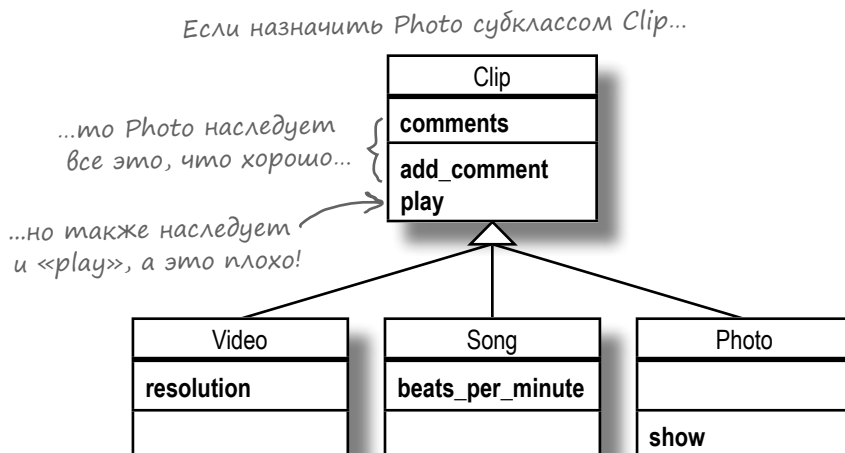 Если назначить Photo субклассом Clip...
Clip
...то Photo наследует
все это, что хорошо...
comments
add_comment
play
...но также наследует
и «play», а это плохо!
Video
resolution
Song
beats_per_minute
Photo
show